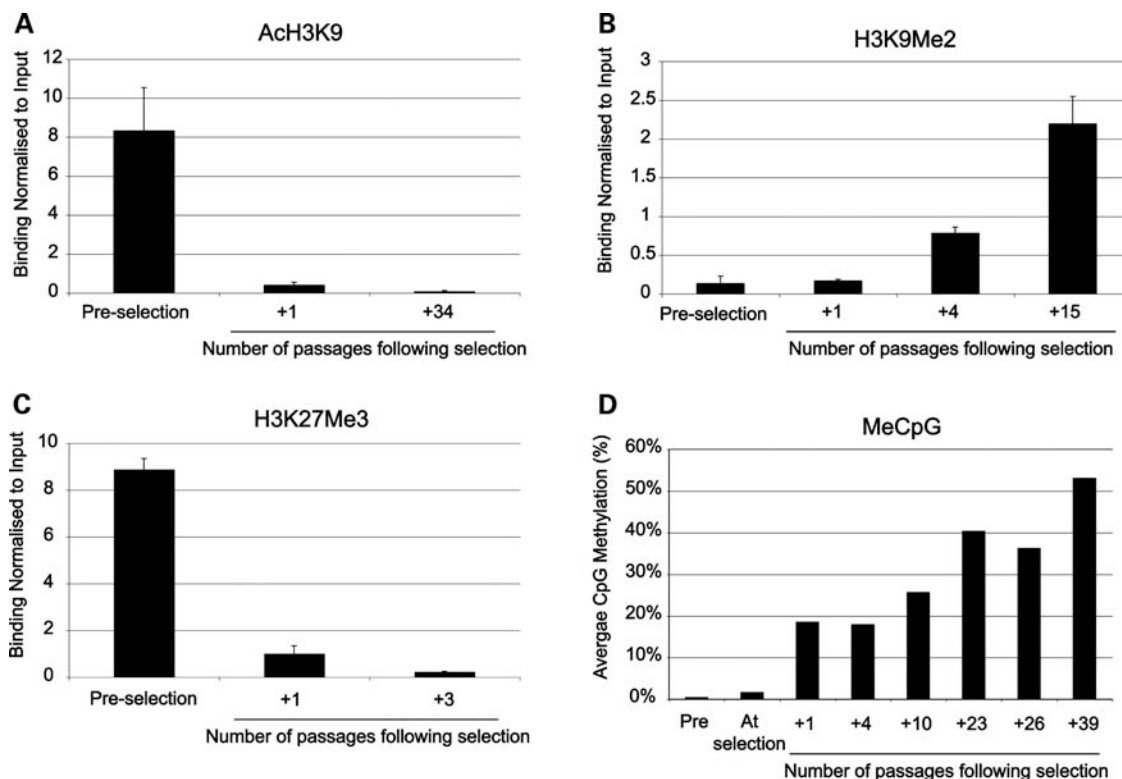 A
AcH3K9
Binding Normalised to Input
12
10
8
6
4
2
0
Pre-selection +1 +34
Number of passages following selection
B
H3K9Me2
Binding Normalised to Input
3
2.5
2
1.5
1
0.5
0
Pre-selection +1 +4 +15
Number of passages following selection
C
H3K27Me3
Binding Normalised to Input
10
8
6
4
2
0
Pre-selection +1 +3
Number of passages following selection
D
MeCpG
Avergae CpG Methylation (%)
60%
50%
40%
30%
20%
10%
0%
Pre At +1 +4 +10 +23 +26 +39
selection
Number of passages following selection